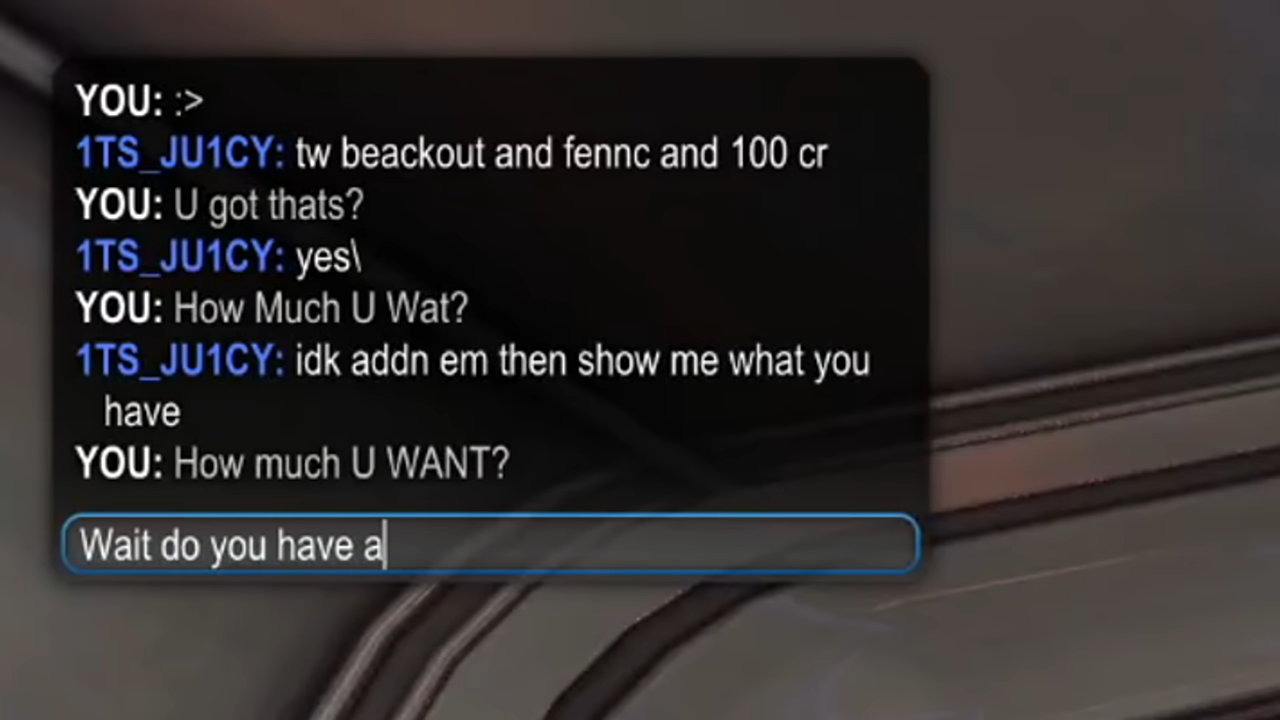 YOU: :>
1TS_JU1CY: tw beackout and fennc and 100 cr
YOU: U got thats?
1TS_JU1CY: yes\
YOU: How Much U Wat?
1TS_JU1CY: idk addn em then show me what you
have
YOU: How much U WANT?
Wait do you have a